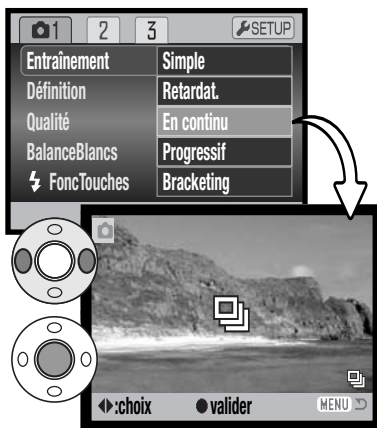 1 2 3 SETUP
Entraînement Simple
Définition Retardat.
Qualité En continu
BalanceBlancs Progressif
FoncTouches Bracketing
:choix valider MENU